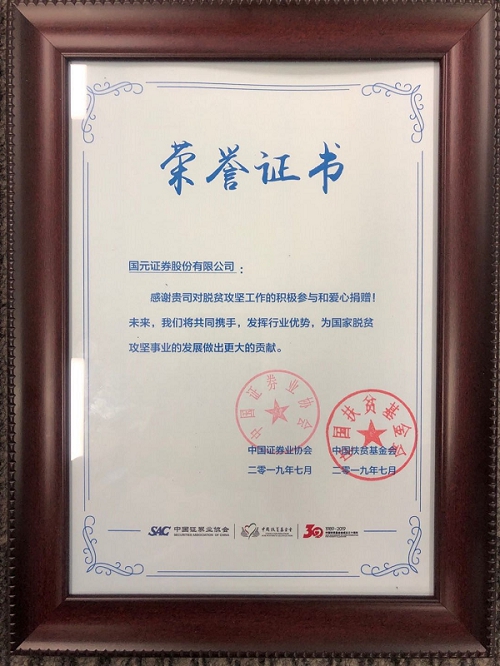 荣誉证书
国元证券股份有限公司：
感谢贵司对脱贫攻坚工作的积极参与和爱心捐赠！
未来，我们将共同携手，发挥行业优势，为国家脱贫
攻坚事业的发展做出更大的贡献。
中国证券业协会
中国扶贫基金会
中国证券业协会 中国扶贫基金会
二零一九年七月 二零一九年七月
SAC 中国证券业协会
SECURITIES ASSOCIATION OF CHINA
中国扶贫基金会
30
1989-2019